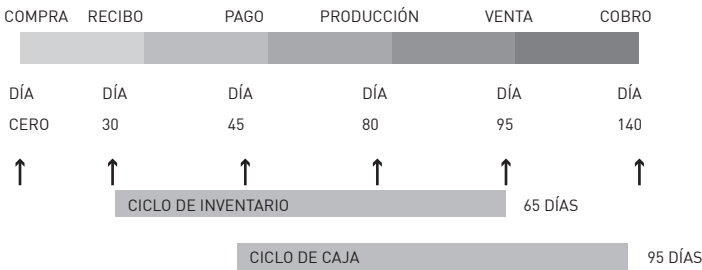 COMPRA RECIBO PAGO PRODUCCIÓN VENTA COBRO
DÍA DÍA DÍA DÍA DÍA DÍA
CERO 30 45 80 95 140
CICLO DE INVENTARIO 65 DÍAS
CICLO DE CAJA 95 DÍAS